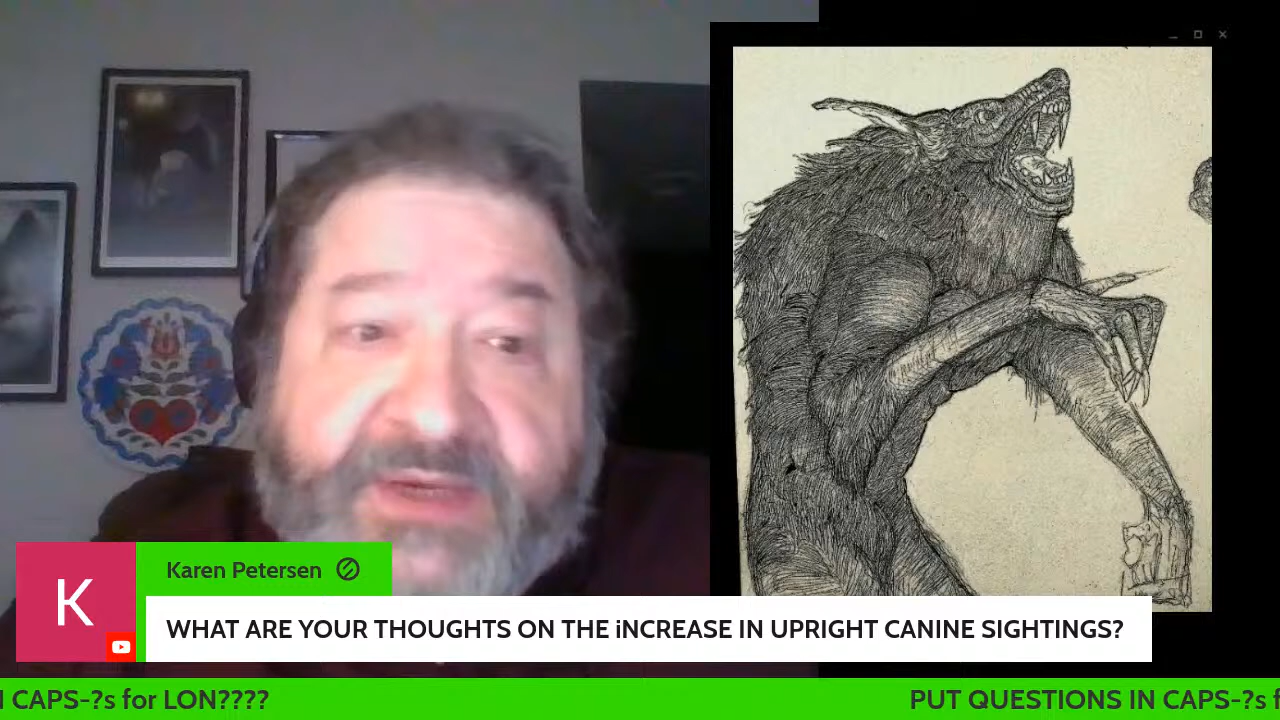 K
Karen Petersen
WHAT ARE YOUR THOUGHTS ON THE iNCREASE IN UPRIGHT CANINE SIGHTINGS?
N CAPS-?s for LON???? PUT QUESTIONS IN CAPS-?s f